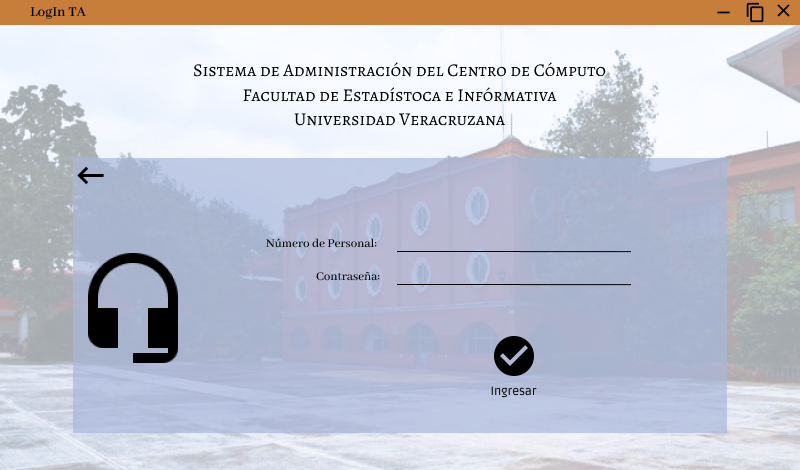 LogIn TA
Sistema de Administración del Centro de Cómputo
Facultad de Estadístoca e Infórmativa
Universidad Veracruzana
Número de Personal:
Contraseña:
Ingresar